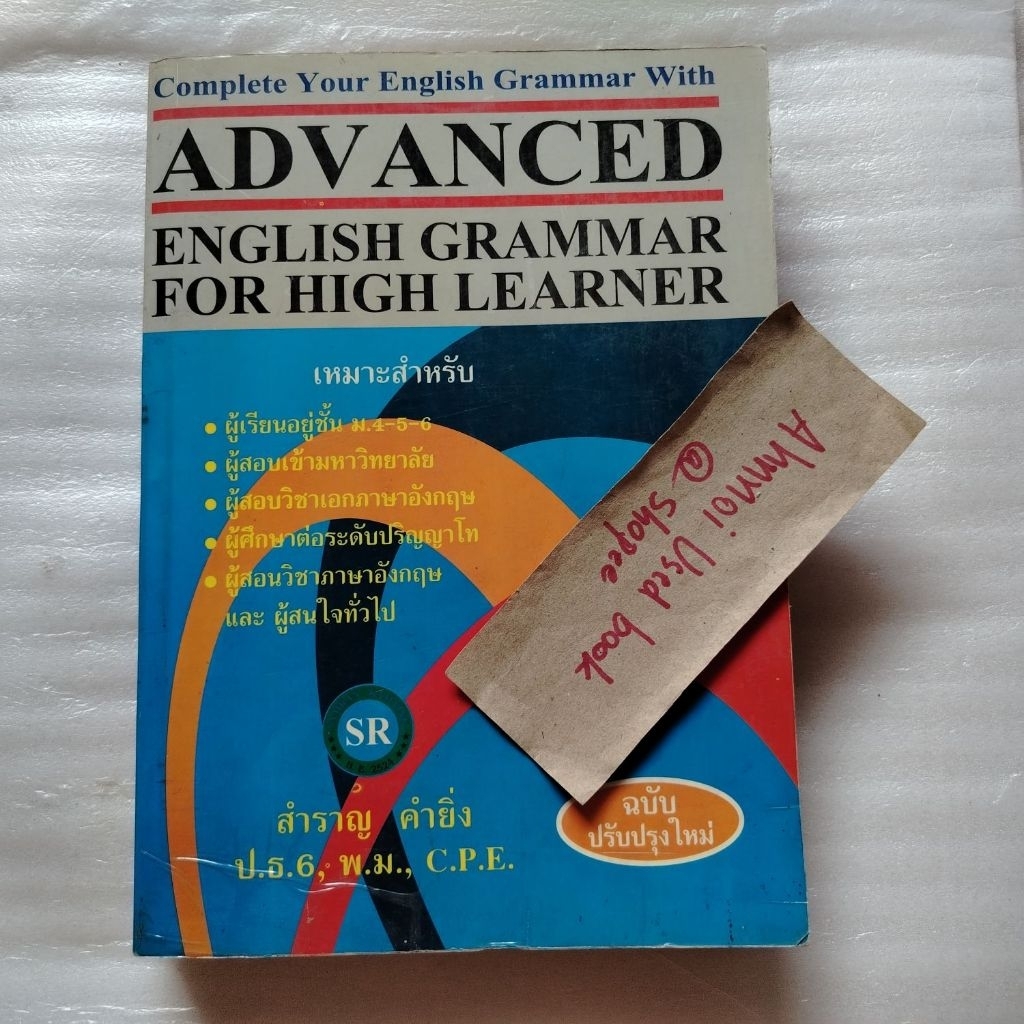 Complete Your English Grammar With
ADVANCED
ENGLISH GRAMMAR
FOR HIGH LEARNER
เหมาะสำหรับ
• ผู้เรียนอยู่ชั้น ม.4-5-6
• ผู้สอบเข้ามหาวิทยาลัย
• ผู้สอบวิชาเอกภาษาอังกฤษ
• ผู้ศึกษาต่อระดับปริญญาโท
• ผู้สอนวิชาภาษาอังกฤษ
และ ผู้สนใจทั่วไป
SR
สำราญ คำยิ่ง
ป.ธ.6, พ.ม., C.P.E.
ฉบับ
ปรับปรุงใหม่
Ahnnoi Used book
@ Shopee